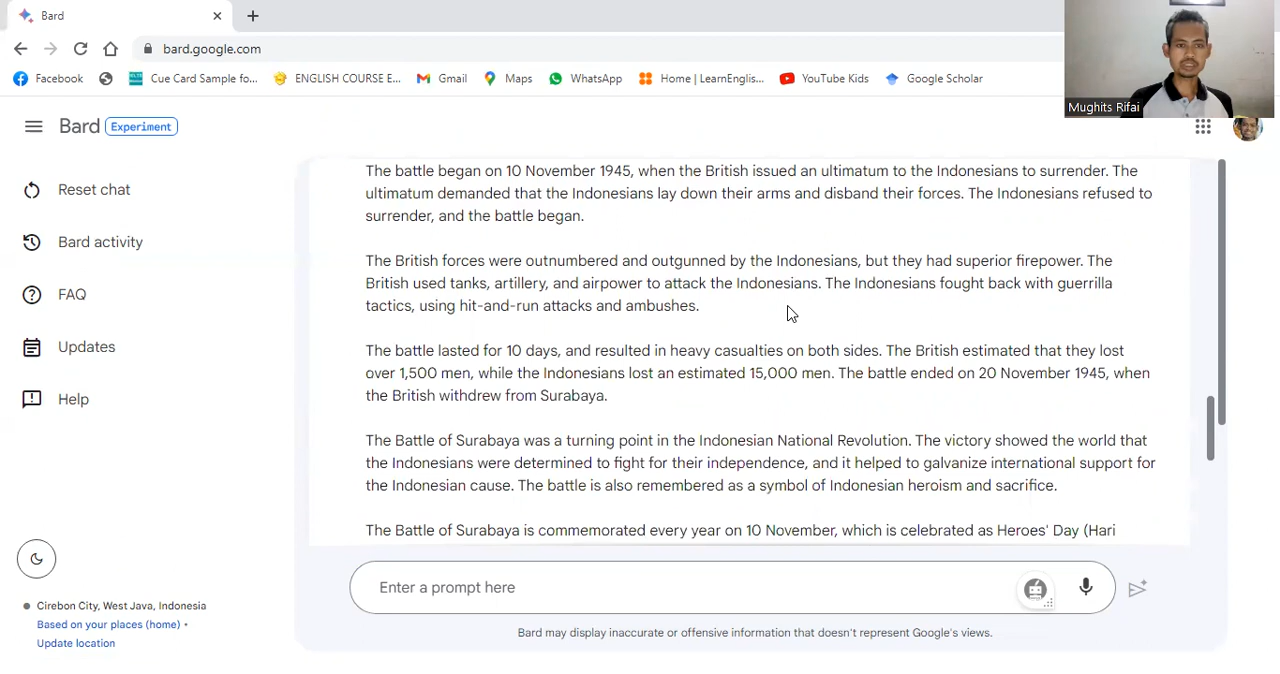 Bard
bard.google.com
Facebook
Cue Card Sample fo...
ENGLISH COURSE E...
Gmail
Maps
WhatsApp
Home | LearnEnglis...
YouTube Kids
Google Scholar
Mughits Rifai
Bard Experiment
Reset chat
Bard activity
FAQ
Updates
Help
The battle began on 10 November 1945, when the British issued an ultimatum to the Indonesians to surrender. The
ultimatum demanded that the Indonesians lay down their arms and disband their forces. The Indonesians refused to
surrender, and the battle began.
The British forces were outnumbered and outgunned by the Indonesians, but they had superior firepower. The
British used tanks, artillery, and airpower to attack the Indonesians. The Indonesians fought back with guerrilla
tactics, using hit-and-run attacks and ambushes.
The battle lasted for 10 days, and resulted in heavy casualties on both sides. The British estimated that they lost
over 1,500 men, while the Indonesians lost an estimated 15,000 men. The battle ended on 20 November 1945, when
the British withdrew from Surabaya.
The Battle of Surabaya was a turning point in the Indonesian National Revolution. The victory showed the world that
the Indonesians were determined to fight for their independence, and it helped to galvanize international support for
the Indonesian cause. The battle is also remembered as a symbol of Indonesian heroism and sacrifice.
The Battle of Surabaya is commemorated every year on 10 November, which is celebrated as Heroes' Day (Hari
Enter a prompt here
Bard may display inaccurate or offensive information that doesn't represent Google's views.
Cirebon City, West Java, Indonesia
Based on your places (home) •
Update location